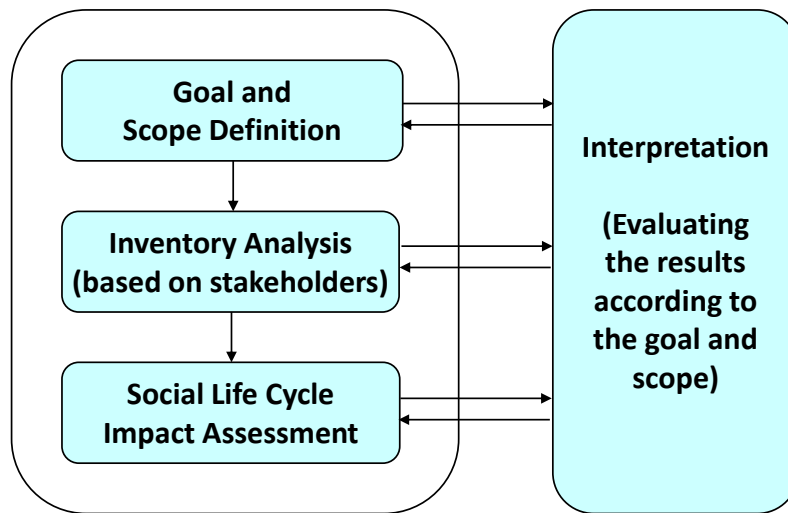 Goal and
Scope Definition
Inventory Analysis
(based on stakeholders)
Social Life Cycle
Impact Assessment
Interpretation
(Evaluating
the results
according to
the goal and
scope)